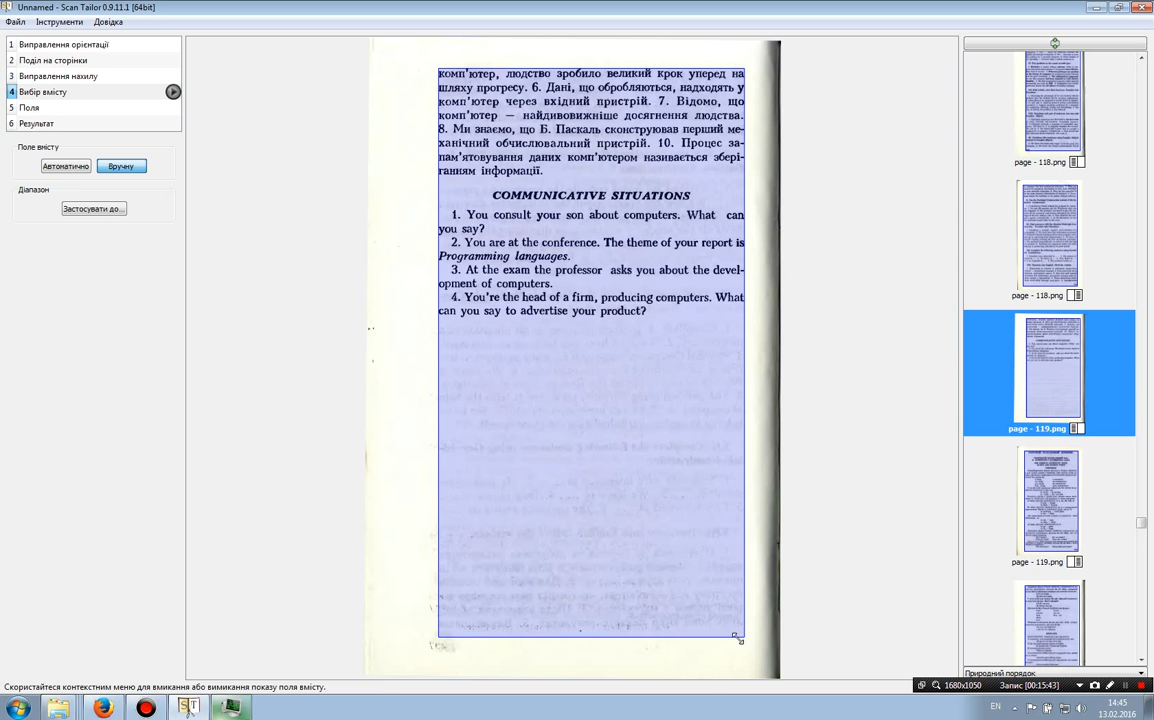 Unnamed - Scan Tailor 0.9.11.1 [64bit]
Файл Інструменти Довідка
1 Виправлення орієнтації
2 Поділ на сторінки
3 Виправлення нахилу
4 Вибір вмісту
5 Поля
6 Результат
Поле вмісту
Автоматично Вручну
Діапазон
Застосувати до...
комп'ютер, людство зробило великий крок уперед на
шляху прогресу. 6. Дані, що обробляються, надходять у
комп'ютер через вхідний пристрій. 7. Відомо, що
комп'ютер — найдивовижніше досягнення людства.
8. Ми знаємо, що Б. Паскаль сконструював перший ме-
ханічний обчислювальний пристрій. 10. Процес за-
пам'ятовування даних комп'ютером називається збері-
ганням інформації.
COMMUNICATIVE SITUATIONS
1. You consult your son about computers. What can
you say?
2. You are at the conference. The theme of your report is
Programming languages.
3. At the exam the professor asks you about the devel-
opment of computers.
4. You're the head of a firm, producing computers. What
can you say to advertise your product?
page - 118.png
page - 118.png
page - 119.png
page - 119.png
Природний порядок
Скористайтеся контекстним меню для вмикання або вимикання показу поля вмісту.
1680x1050 Запис [00:15:43]
EN
14:45
13.02.2016